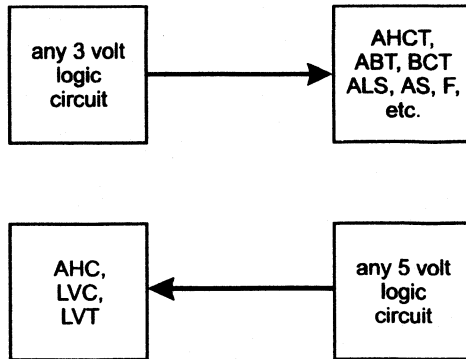 any 3 volt
logic
circuit
AHCT,
ABT, BCT
ALS, AS, F,
etc.
AHC,
LVC,
LVT
any 5 volt
logic
circuit